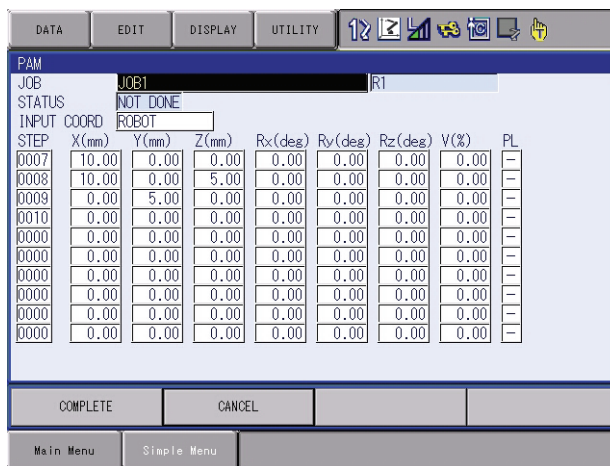 DATA EDIT DISPLAY UTILITY
PAM
JOB JOB1 R1
STATUS NOT DONE
INPUT COORD ROBOT
STEP X(mm) Y(mm) Z(mm) Rx(deg) Ry(deg) Rz(deg) V(%) PL
0007 10.00 0.00 0.00 0.00 0.00 0.00 0.00 -
0008 10.00 0.00 5.00 0.00 0.00 0.00 0.00 -
0009 0.00 5.00 0.00 0.00 0.00 0.00 0.00 -
0010 0.00 0.00 0.00 0.00 0.00 0.00 0.00 -
0000 0.00 0.00 0.00 0.00 0.00 0.00 0.00 -
0000 0.00 0.00 0.00 0.00 0.00 0.00 0.00 -
0000 0.00 0.00 0.00 0.00 0.00 0.00 0.00 -
0000 0.00 0.00 0.00 0.00 0.00 0.00 0.00 -
0000 0.00 0.00 0.00 0.00 0.00 0.00 0.00 -
0000 0.00 0.00 0.00 0.00 0.00 0.00 0.00 -
COMPLETE CANCEL
Main Menu Simple Menu